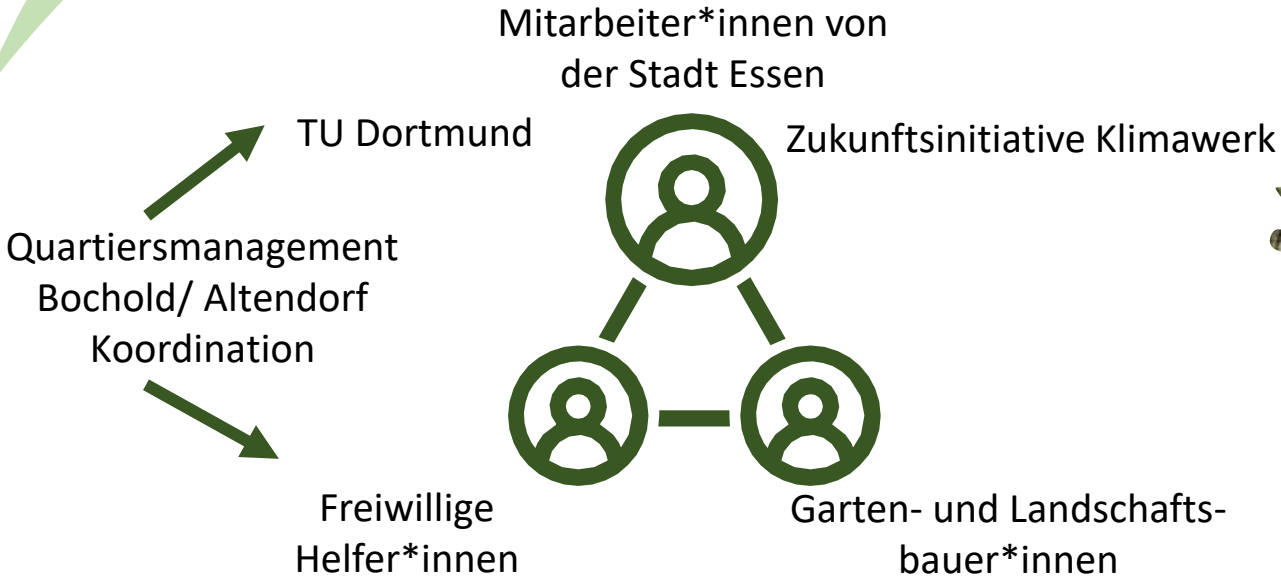 Mitarbeiter*innen von
der Stadt Essen
TU Dortmund
Zukunftsinitiative Klimawerk
Quartiersmanagement
Bochold/ Altendorf
Koordination
Freiwillige
Helfer*innen
Garten- und Landschafts-
bauer*innen